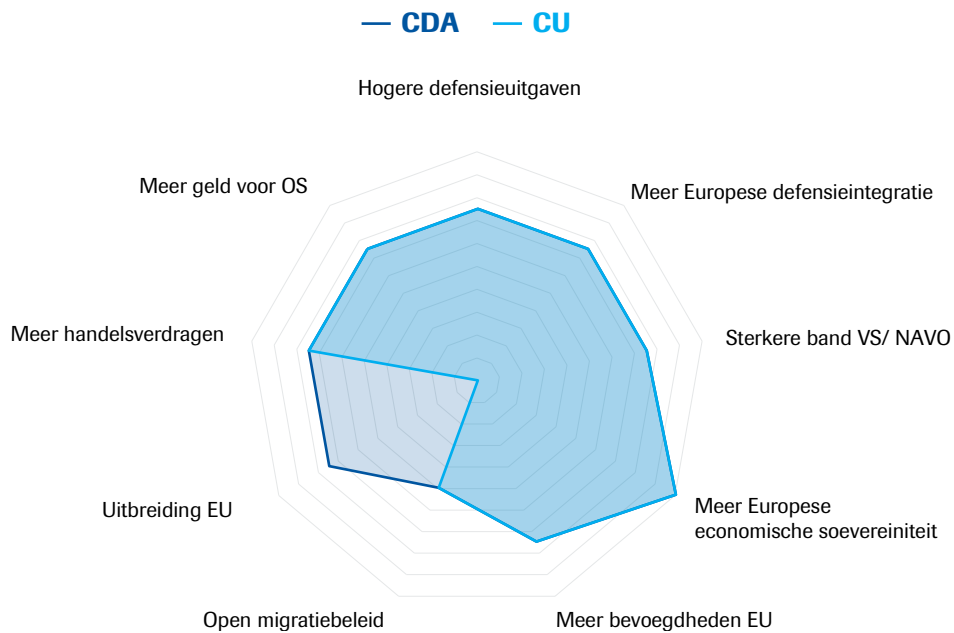 CDA CU
Hogere defensieuitgaven
Meer geld voor OS
Meer Europese defensieintegratie
Meer handelsverdragen
Sterkere band VS/ NAVO
Uitbreiding EU
Meer Europese
economische soevereiniteit
Open migratiebeleid
Meer bevoegdheden EU